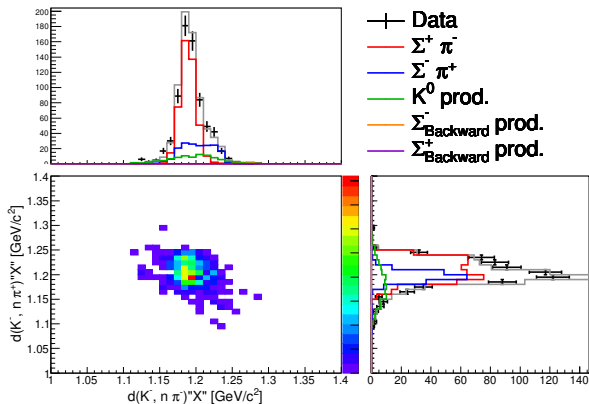 200
180
160
140
120
100
80
60
40
20
0
Data
Σ⁺ π⁻
Σ⁻ π⁺
K⁰ prod.
Σ⁻Backward prod.
Σ⁺Backward prod.
d(K⁻, n π⁺)"X" [GeV/c²]
1.4
1.35
1.3
1.25
1.2
1.15
1.1
1.05
1
1 1.05 1.1 1.15 1.2 1.25 1.3 1.35 1.4
d(K⁻, n π⁻)"X" [GeV/c²]
0 20 40 60 80 100 120 140